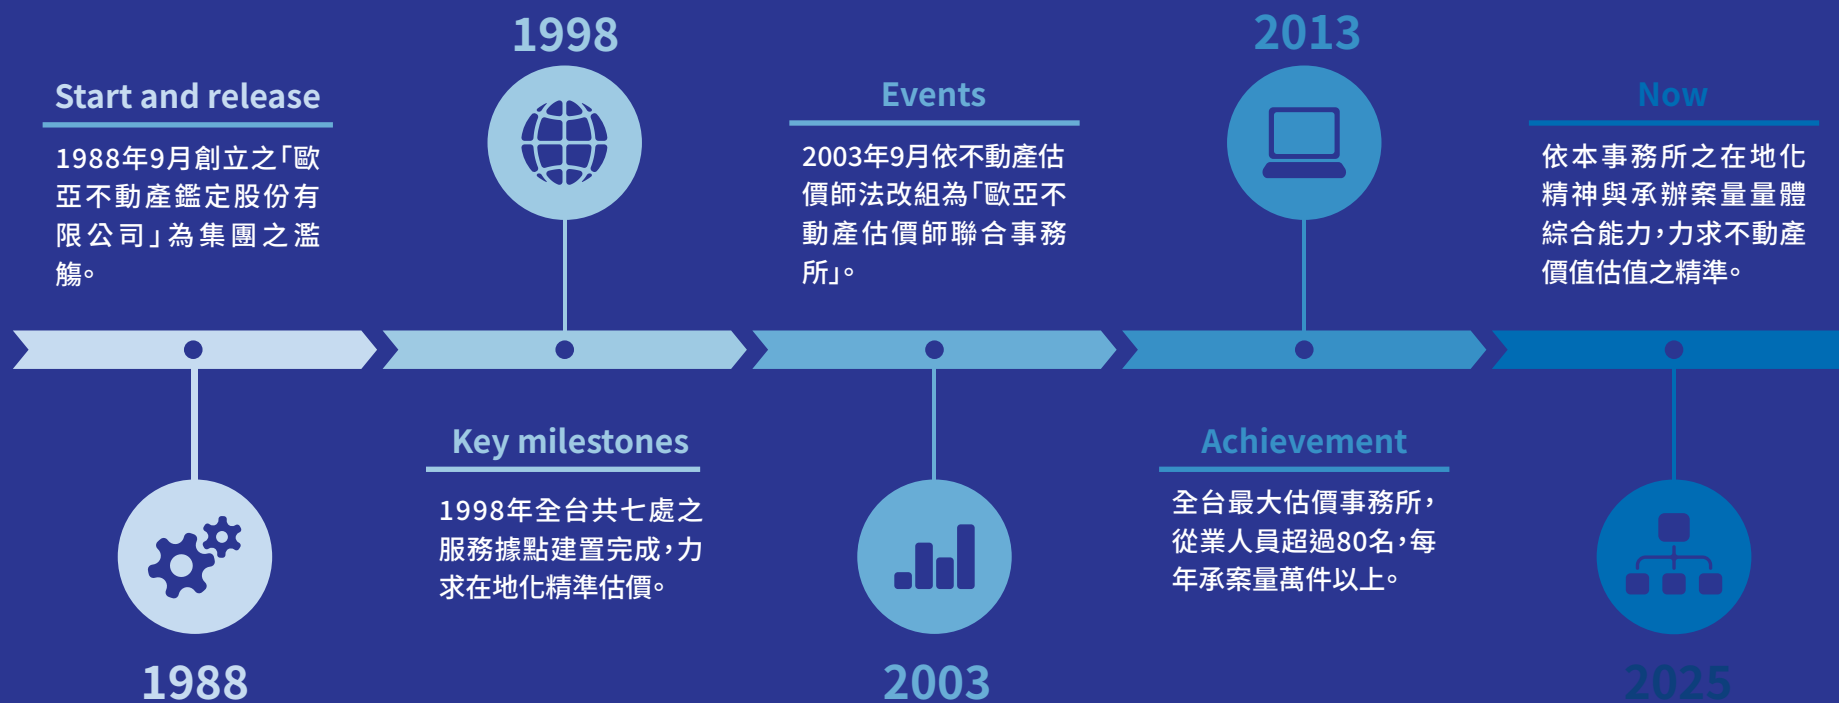 Start and release
1988年9月創立之「歐
亞不動產鑑定股份有
限公司」為集團之濫
觴。
1988
1998
Key milestones
1998年全台共七處之
服務據點建置完成,力
求在地化精準估價。
Events
2003年9月依不動產估
價師法改組為「歐亞不
動產估價師聯合事務
所」。
2003
2013
Achievement
全台最大估價事務所,
從業人員超過80名,每
年承案量萬件以上。
Now
依本事務所之在地化
精神與承辦案量量體
綜合能力,力求不動產
價值估值之精準。
2025